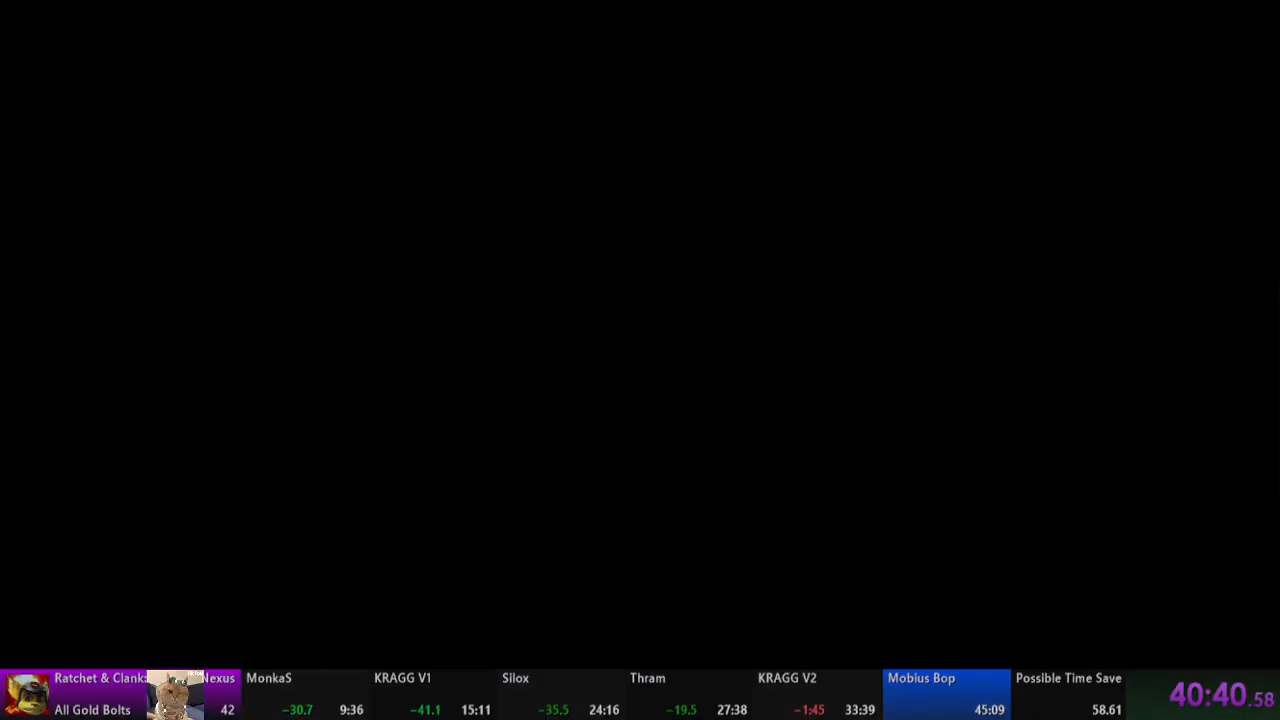 Ratchet & Clank: Nexus
All Gold Bolts 42
MonkaS
−30.7 9:36
KRAGG V1
−41.1 15:11
Silox
−35.5 24:16
Thram
−19.5 27:38
KRAGG V2
−1:45 33:39
Mobius Bop
45:09
Possible Time Save
58.61
40:40.58